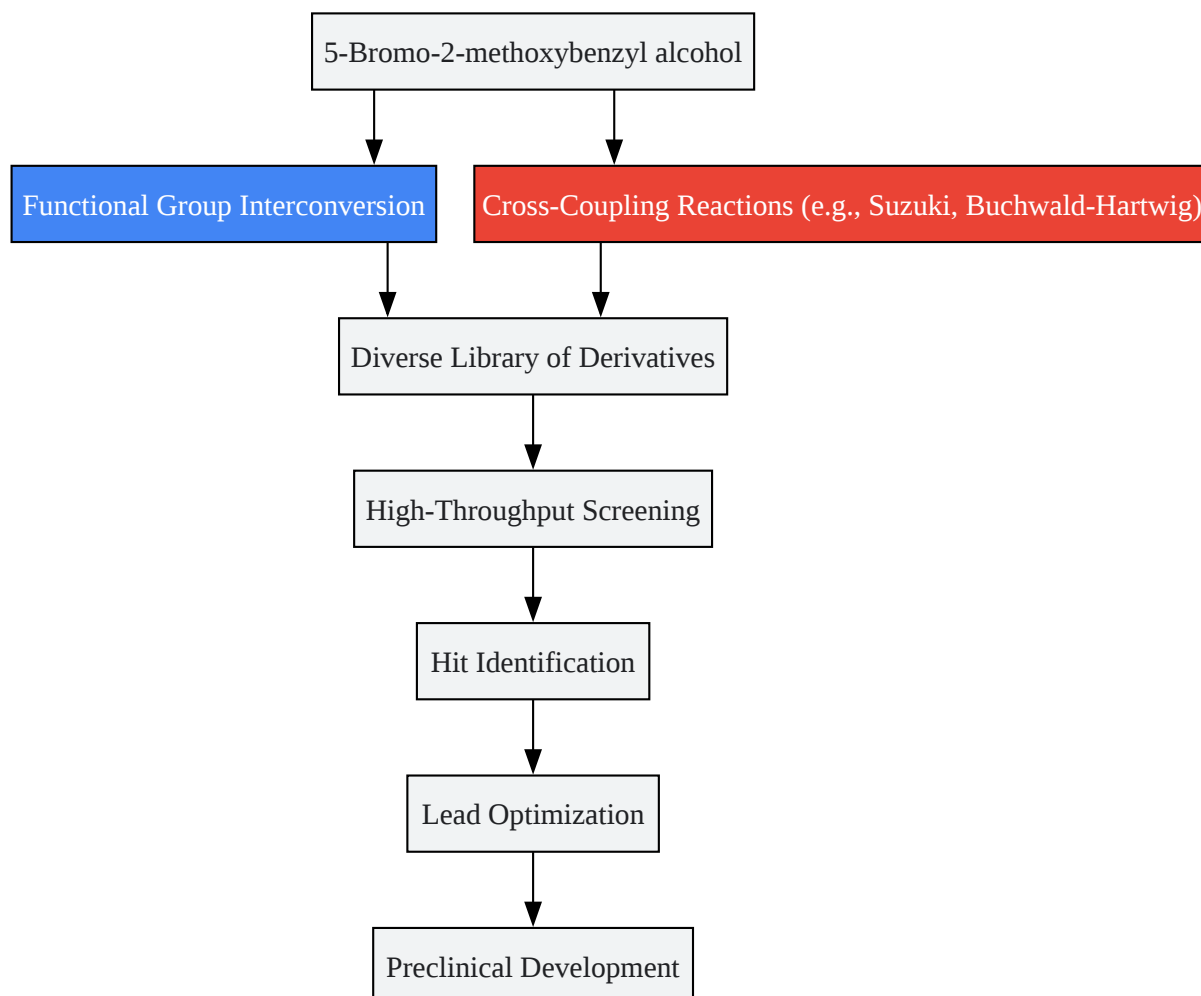 5-Bromo-2-methoxybenzyl alcohol
Functional Group Interconversion
Cross-Coupling Reactions (e.g., Suzuki, Buchwald-Hartwig)
Diverse Library of Derivatives
High-Throughput Screening
Hit Identification
Lead Optimization
Preclinical Development